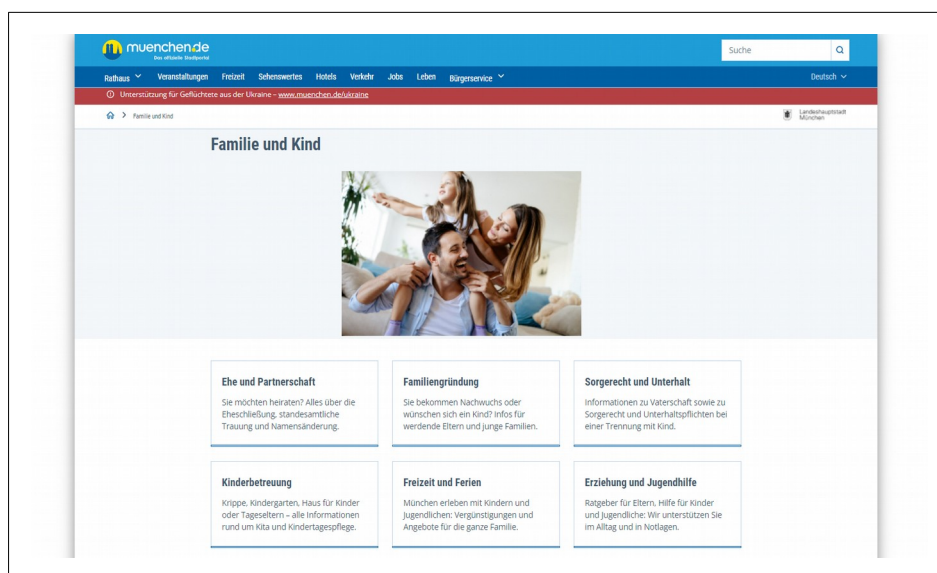 muenchen.de
Das offizielle Stadtportal
Suche
Rathaus Veranstaltungen Freizeit Sehenswertes Hotels Verkehr Jobs Leben Bürgerservice Deutsch
Unterstützung für Geflüchtete aus der Ukraine – www.muenchen.de/ukraine
Familie und Kind
Landeshauptstadt
München
Familie und Kind
Ehe und Partnerschaft
Sie möchten heiraten? Alles über die
Eheschließung, standesamtliche
Trauung und Namensänderung.
Familiengründung
Sie bekommen Nachwuchs oder
wünschen sich ein Kind? Infos für
werdende Eltern und junge Familien.
Sorgerecht und Unterhalt
Informationen zu Vaterschaft sowie zu
Sorgerecht und Unterhaltspflichten bei
einer Trennung mit Kind.
Kinderbetreuung
Krippe, Kindergarten, Haus für Kinder
oder Tageseltern – alle Informationen
rund um Kita und Kindertagespflege.
Freizeit und Ferien
München erleben mit Kindern und
Jugendlichen: Vergünstigungen und
Angebote für die ganze Familie.
Erziehung und Jugendhilfe
Ratgeber für Eltern, Hilfe für Kinder
und Jugendliche: Wir unterstützen Sie
im Alltag und in Notlagen.